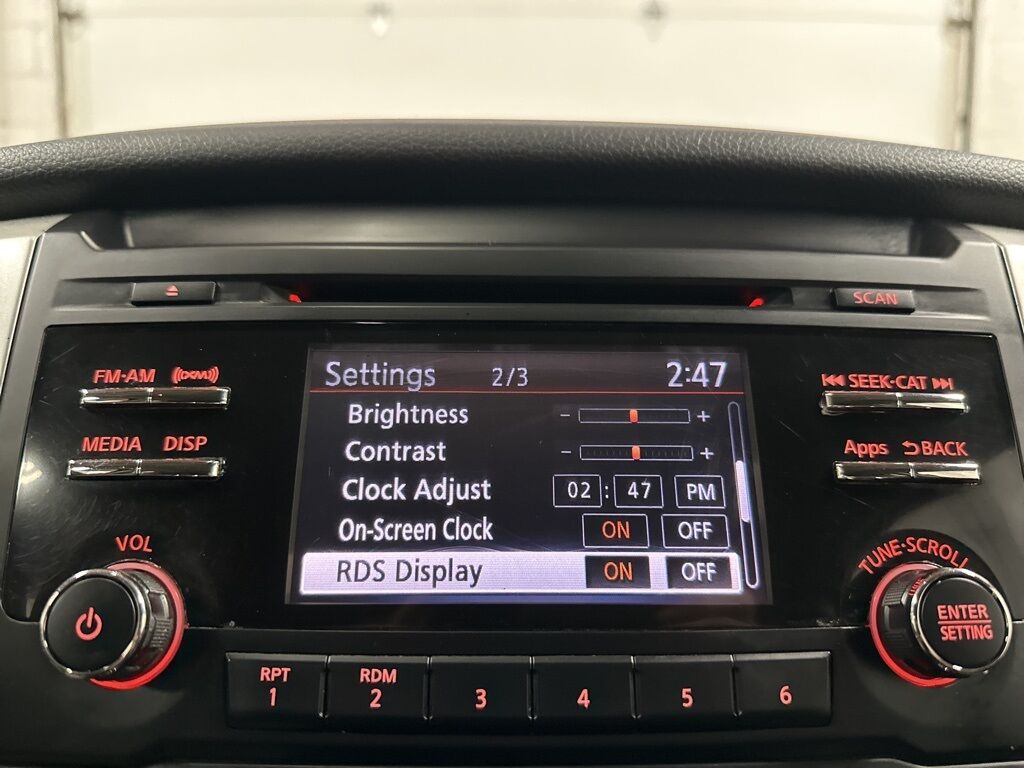 SCAN
FM·AM (((XM)))
MEDIA DISP
VOL
Settings 2/3 2:47
Brightness - +
Contrast - +
Clock Adjust 02 : 47 PM
On-Screen Clock ON OFF
RDS Display ON OFF
SEEK·CAT
Apps BACK
TUNE·SCROLL
ENTER
SETTING
RPT
1
RDM
2
3
4
5
6